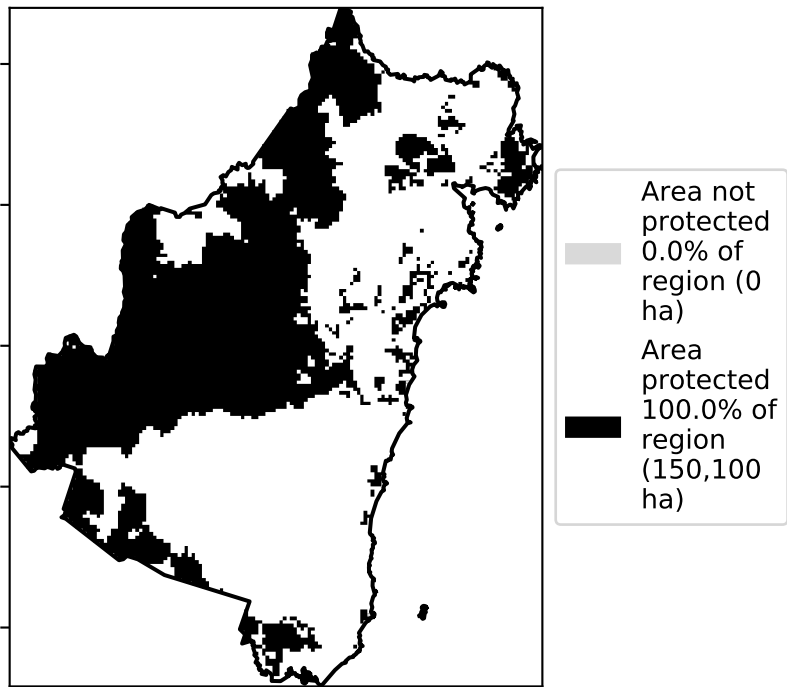 Area not
protected
0.0% of
region (0
ha)
Area
protected
100.0% of
region
(150,100
ha)